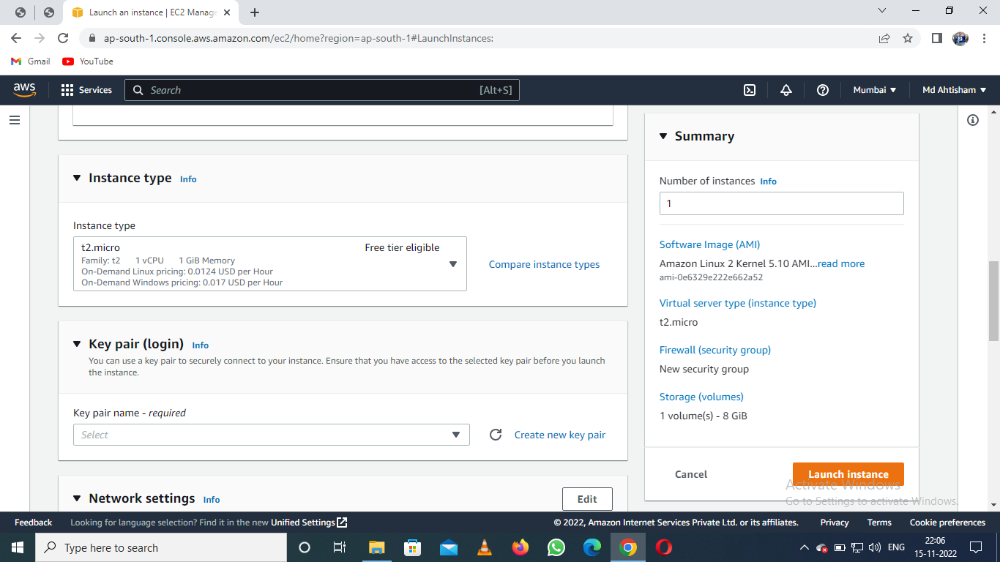 Launch an instance | EC2 Manage
ap-south-1.console.aws.amazon.com/ec2/home?region=ap-south-1#LaunchInstances:
Gmail YouTube
aws Services Search [Alt+S] Mumbai Md Ahtisham
Instance type Info
Instance type
t2.micro Free tier eligible
Family: t2 1 vCPU 1 GiB Memory
On-Demand Linux pricing: 0.0124 USD per Hour
On-Demand Windows pricing: 0.017 USD per Hour
Compare instance types
Key pair (login) Info
You can use a key pair to securely connect to your instance. Ensure that you have access to the selected key pair before you launch
the instance.
Key pair name - required
Select
Create new key pair
Network settings Info
Edit
Summary
Number of instances Info
1
Software Image (AMI)
Amazon Linux 2 Kernel 5.10 AMI...read more
ami-0e6329e222e662a52
Virtual server type (instance type)
t2.micro
Firewall (security group)
New security group
Storage (volumes)
1 volume(s) - 8 GiB
Cancel Launch instance
Activate Windows
Go to Settings to activate Windows.
Feedback Looking for language selection? Find it in the new Unified Settings © 2022, Amazon Internet Services Private Ltd. or its affiliates. Privacy Terms Cookie preferences
Type here to search
ENG
22:06
15-11-2022